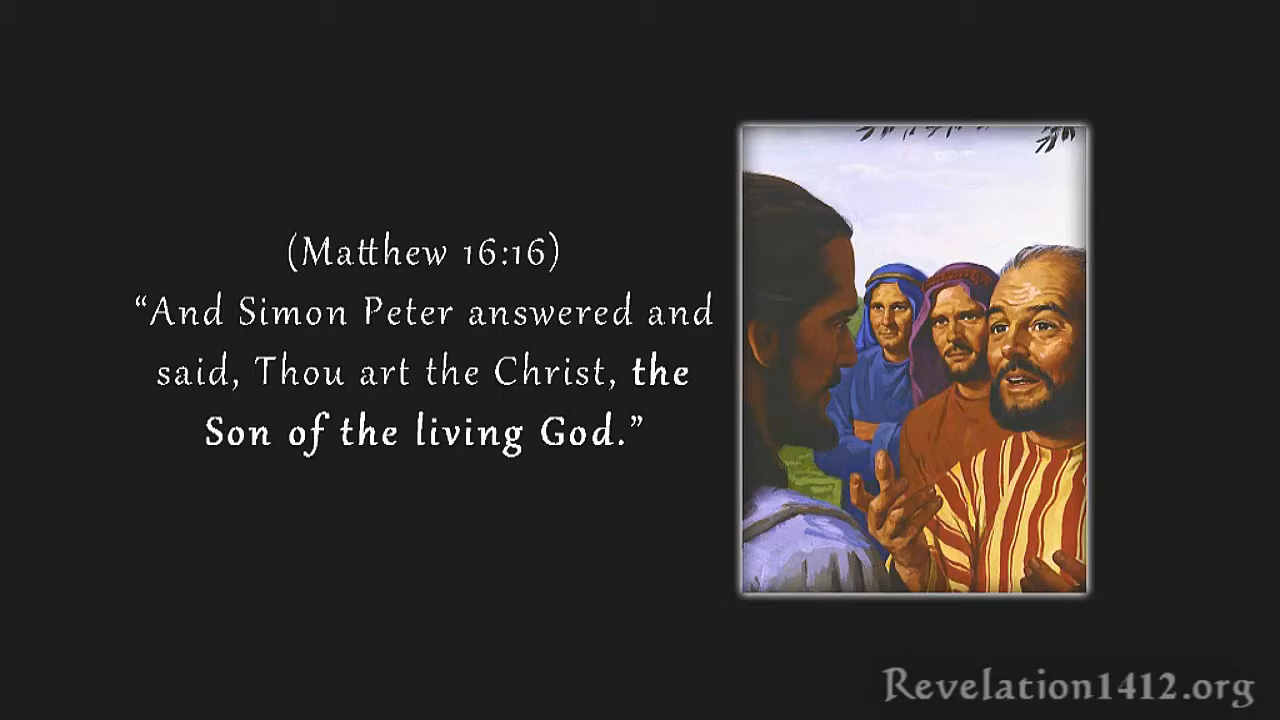 (Matthew 16:16)
“And Simon Peter answered and
said, Thou art the Christ, the
Son of the living God.”
Revelation1412.org